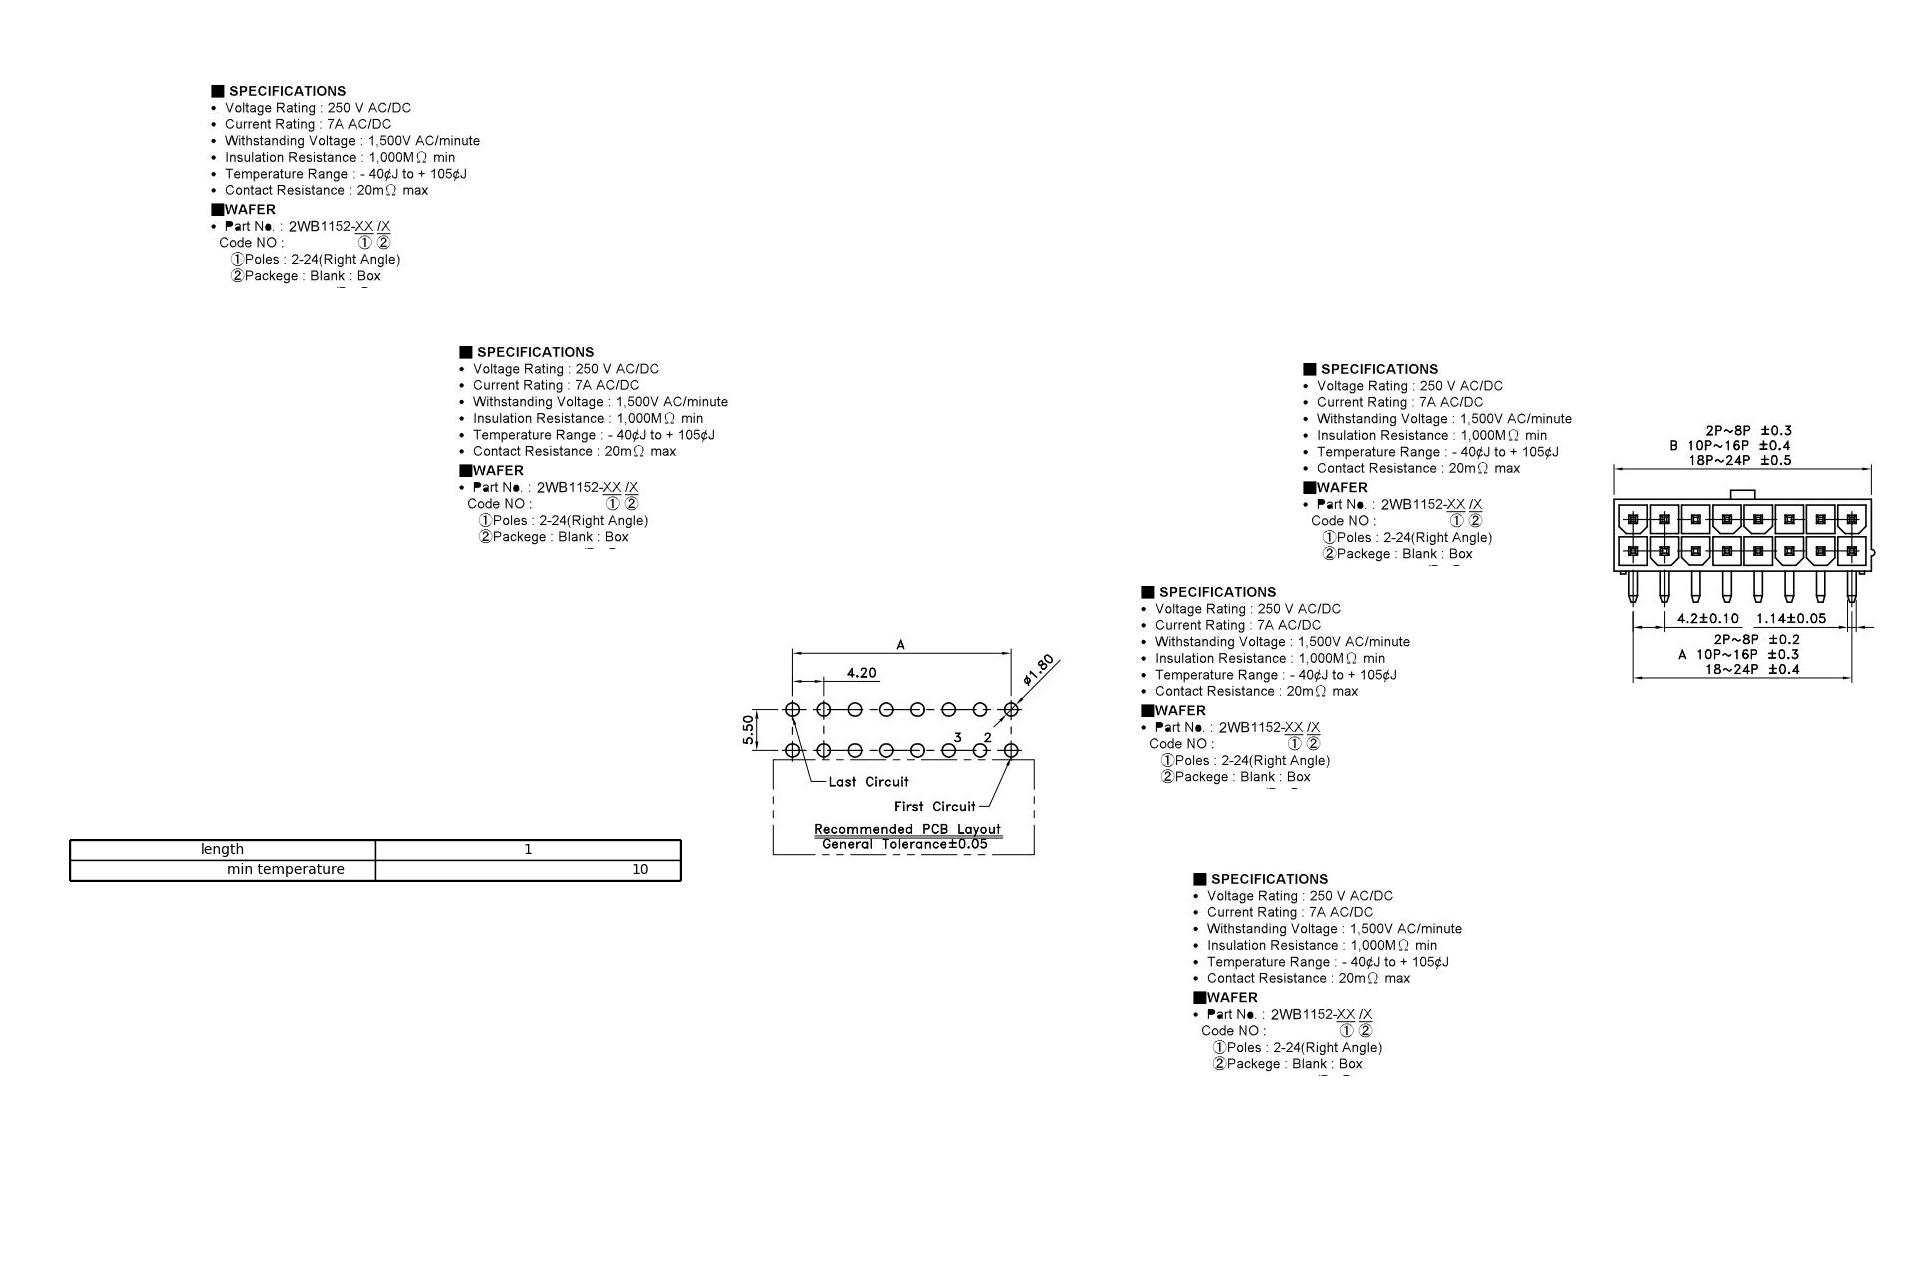 ■ SPECIFICATIONS
• Voltage Rating : 250 V AC/DC
• Current Rating : 7A AC/DC
• Withstanding Voltage : 1,500V AC/minute
• Insulation Resistance : 1,000MΩ min
• Temperature Range : - 40¢J to + 105¢J
• Contact Resistance : 20mΩ max
■WAFER
• Part No. : 2WB1152-XX /X
Code NO : ① ②
①Poles : 2-24(Right Angle)
②Packege : Blank : Box
■ SPECIFICATIONS
• Voltage Rating : 250 V AC/DC
• Current Rating : 7A AC/DC
• Withstanding Voltage : 1,500V AC/minute
• Insulation Resistance : 1,000MΩ min
• Temperature Range : - 40¢J to + 105¢J
• Contact Resistance : 20mΩ max
■WAFER
• Part No. : 2WB1152-XX /X
Code NO : ① ②
①Poles : 2-24(Right Angle)
②Packege : Blank : Box
■ SPECIFICATIONS
• Voltage Rating : 250 V AC/DC
• Current Rating : 7A AC/DC
• Withstanding Voltage : 1,500V AC/minute
• Insulation Resistance : 1,000MΩ min
• Temperature Range : - 40¢J to + 105¢J
• Contact Resistance : 20mΩ max
■WAFER
• Part No. : 2WB1152-XX /X
Code NO : ① ②
①Poles : 2-24(Right Angle)
②Packege : Blank : Box
2P~8P ±0.3
B 10P~16P ±0.4
18P~24P ±0.5
4.2±0.10 1.14±0.05
2P~8P ±0.2
A 10P~16P ±0.3
18~24P ±0.4
■ SPECIFICATIONS
• Voltage Rating : 250 V AC/DC
• Current Rating : 7A AC/DC
• Withstanding Voltage : 1,500V AC/minute
• Insulation Resistance : 1,000MΩ min
• Temperature Range : - 40¢J to + 105¢J
• Contact Resistance : 20mΩ max
■WAFER
• Part No. : 2WB1152-XX /X
Code NO : ① ②
①Poles : 2-24(Right Angle)
②Packege : Blank : Box
A
4.20
ø1.80
5.50
3 2
Last Circuit
First Circuit
Recommended PCB Layout
General Tolerance±0.05
length 1
min temperature 10
■ SPECIFICATIONS
• Voltage Rating : 250 V AC/DC
• Current Rating : 7A AC/DC
• Withstanding Voltage : 1,500V AC/minute
• Insulation Resistance : 1,000MΩ min
• Temperature Range : - 40¢J to + 105¢J
• Contact Resistance : 20mΩ max
■WAFER
• Part No. : 2WB1152-XX /X
Code NO : ① ②
①Poles : 2-24(Right Angle)
②Packege : Blank : Box